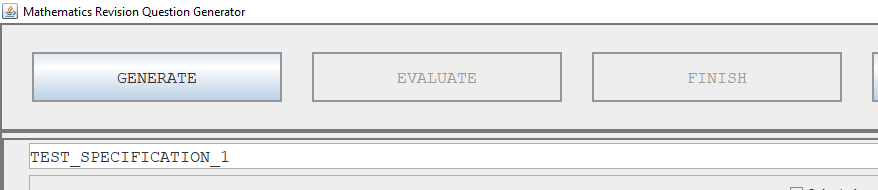 Mathematics Revision Question Generator
GENERATE
EVALUATE
FINISH
TEST_SPECIFICATION_1